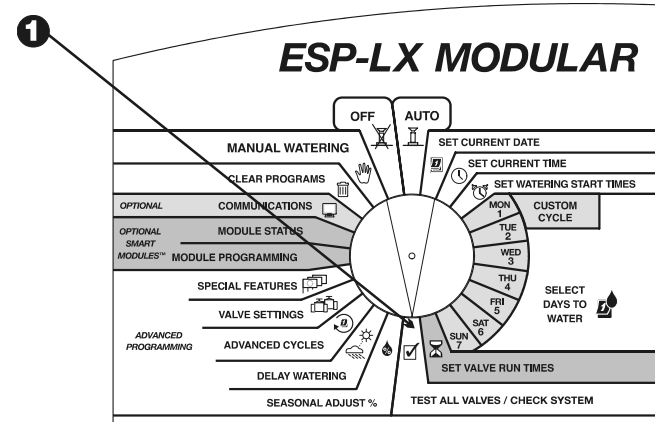 1
ESP-LX MODULAR
OFF
AUTO
MANUAL WATERING
CLEAR PROGRAMS
OPTIONAL
COMMUNICATIONS
OPTIONAL
SMART
MODULES™
MODULE STATUS
MODULE PROGRAMMING
SPECIAL FEATURES
VALVE SETTINGS
ADVANCED
PROGRAMMING
ADVANCED CYCLES
DELAY WATERING
SEASONAL ADJUST %
SET CURRENT DATE
SET CURRENT TIME
SET WATERING START TIMES
MON
1
CUSTOM
CYCLE
TUE
2
WED
3
THU
4
FRI
5
SAT
6
SUN
7
SELECT
DAYS TO
WATER
SET VALVE RUN TIMES
TEST ALL VALVES / CHECK SYSTEM